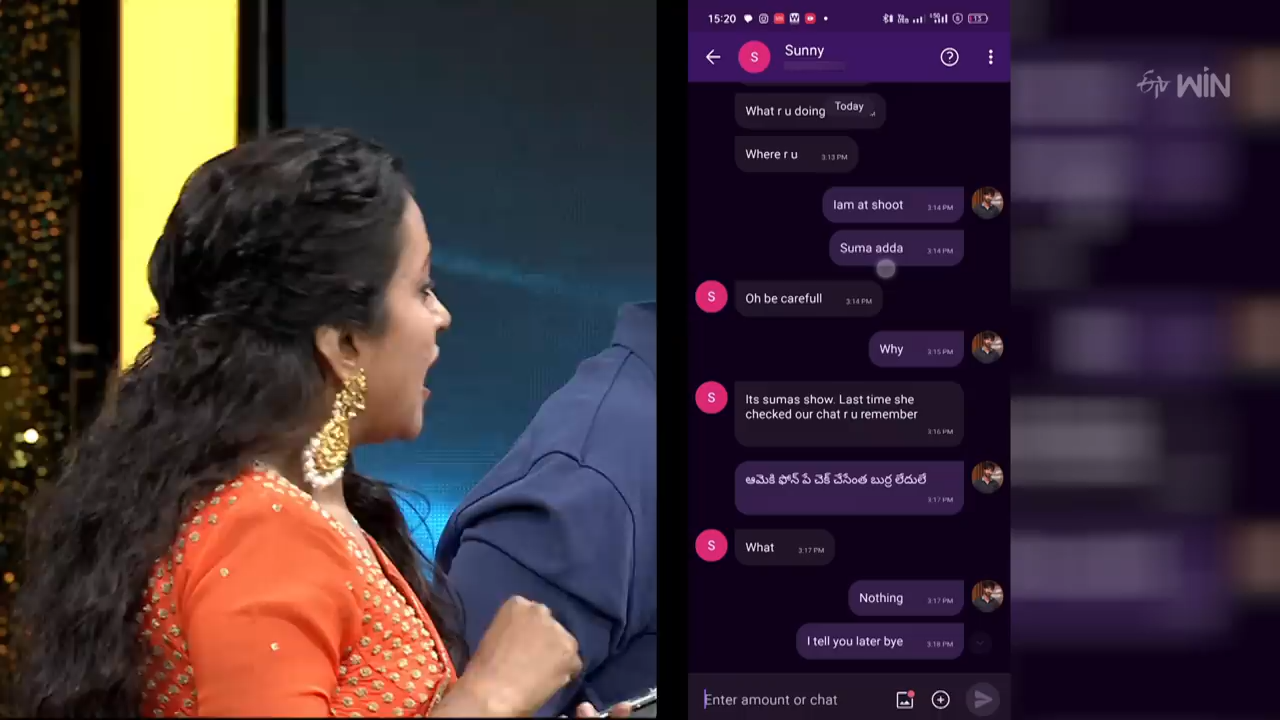 15:20
Sunny
ఈటీవీ WIN
What r u doing
Today
Where r u 3:13 PM
Iam at shoot 3:14 PM
Suma adda 3:14 PM
S
Oh be carefull 3:14 PM
Why 3:15 PM
S
Its sumas show. Last time she
checked our chat r u remember
3:16 PM
ఆమెకి ఫోన్ పే చెక్ చేసేంత బుర్ర లేదులే
3:17 PM
S
What 3:17 PM
Nothing 3:17 PM
I tell you later bye 3:18 PM
Enter amount or chat